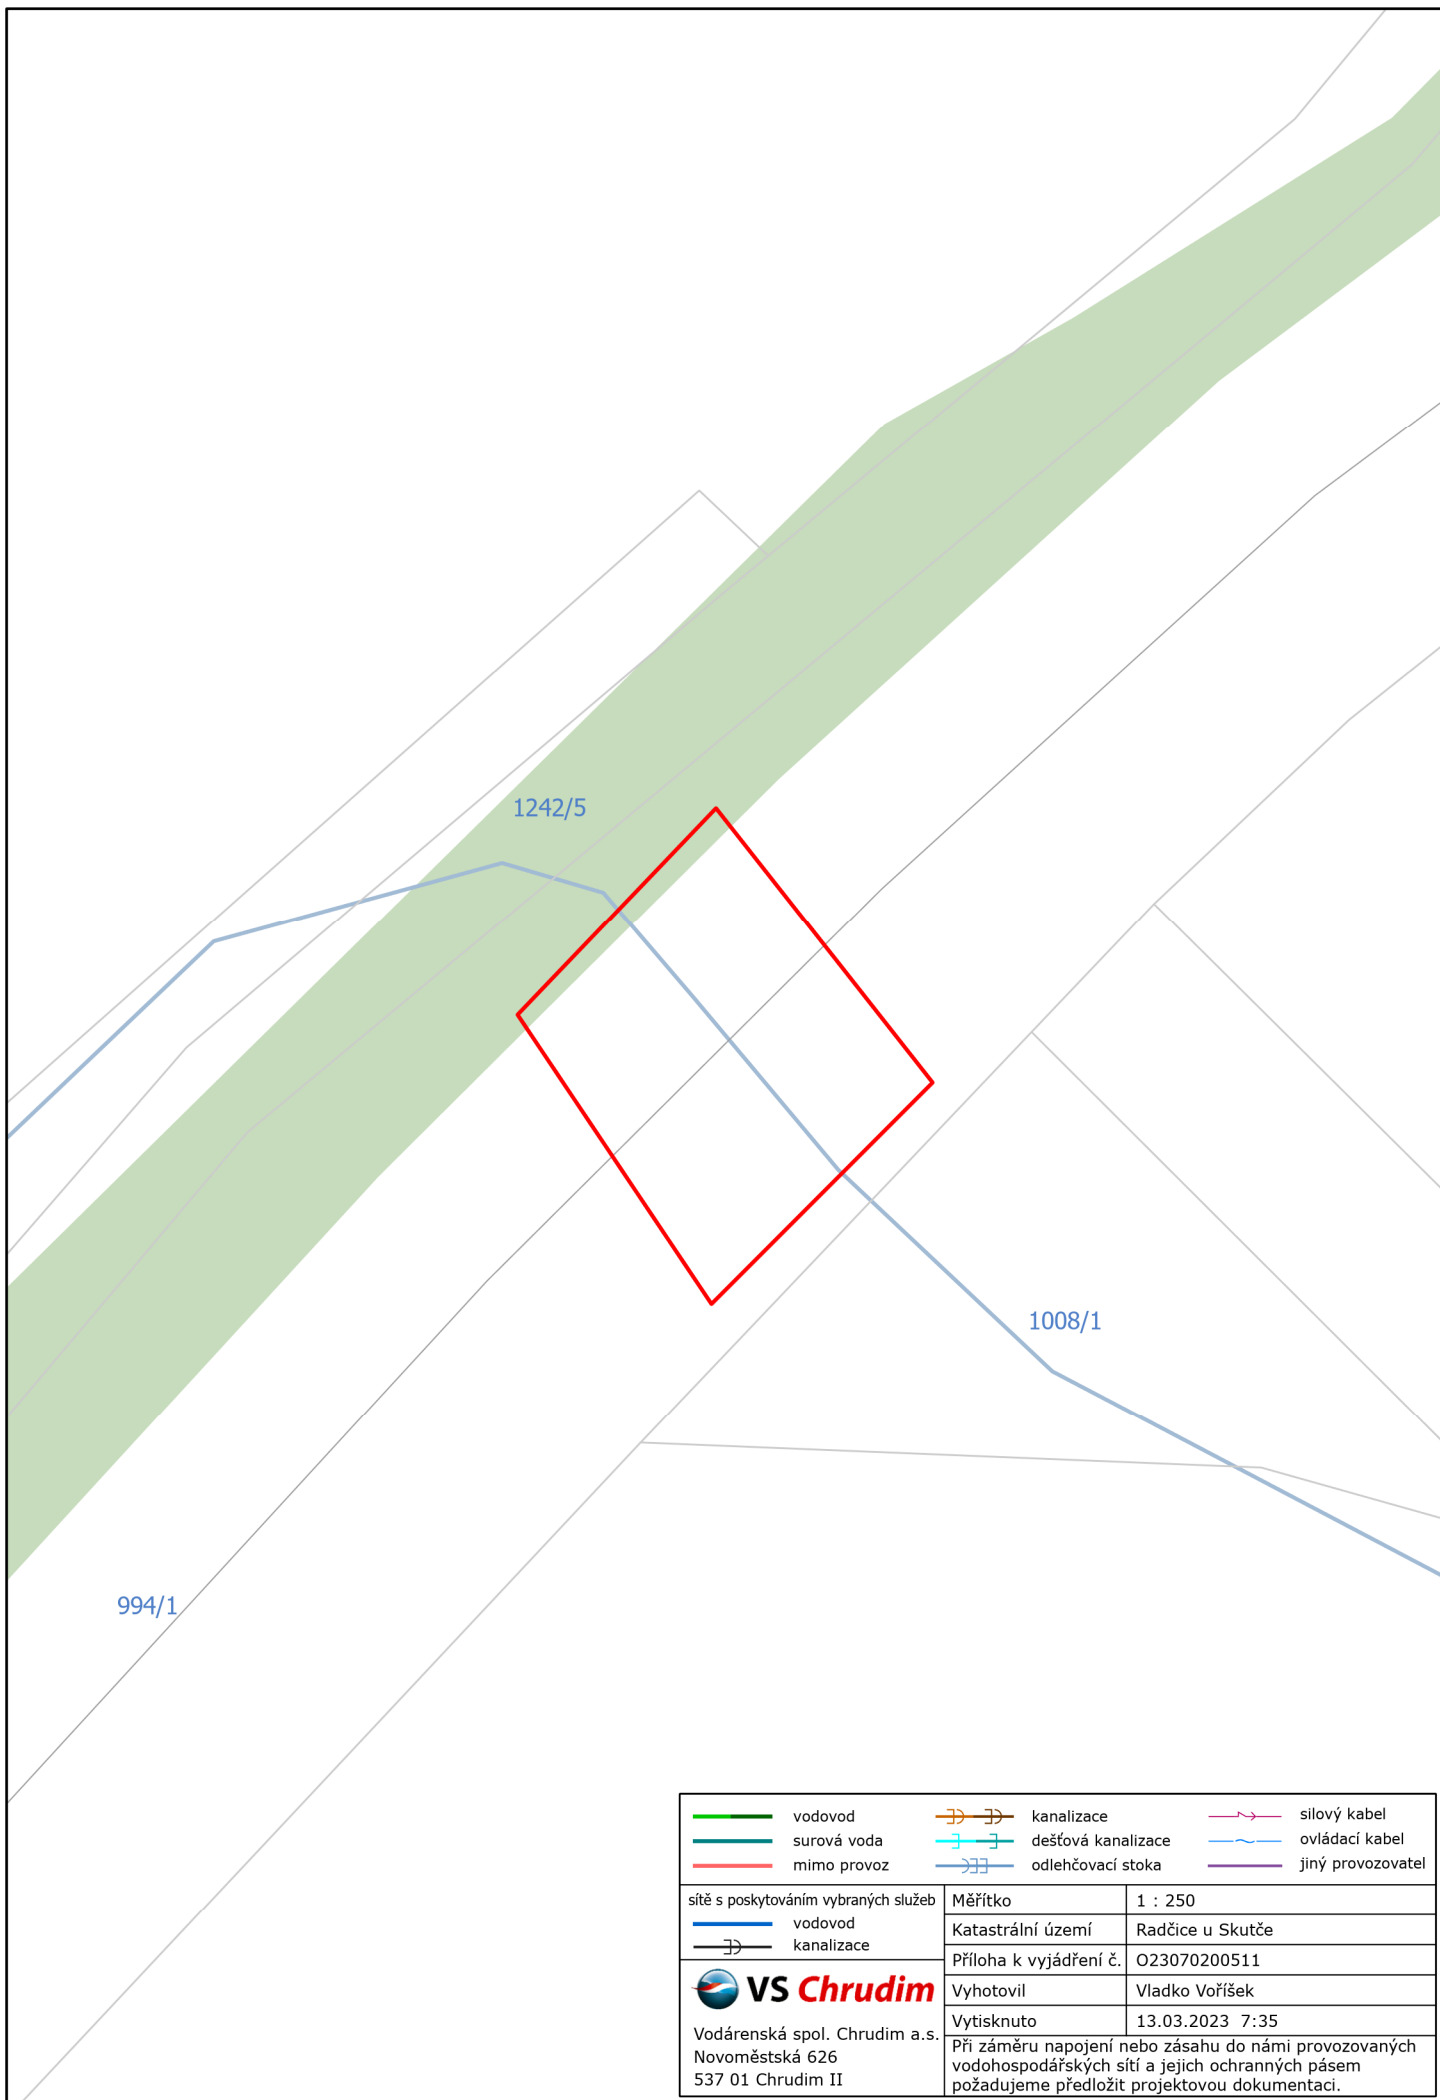 1242/5
1008/1
994/1
vodovod
surová voda
mimo provoz
kanalizace
dešťová kanalizace
odlehčovací stoka
silový kabel
ovládací kabel
jiný provozovatel
sítě s poskytováním vybraných služeb
vodovod
kanalizace
Měřítko 1 : 250
Katastrální území Radčice u Skutče
Příloha k vyjádření č. O23070200511
Vyhotovil Vladko Voříšek
Vytisknuto 13.03.2023 7:35
VS Chrudim
Vodárenská spol. Chrudim a.s.
Novoměstská 626
537 01 Chrudim II
Při záměru napojení nebo zásahu do námi provozovaných
vodohospodářských sítí a jejich ochranných pásem
požadujeme předložit projektovou dokumentaci.